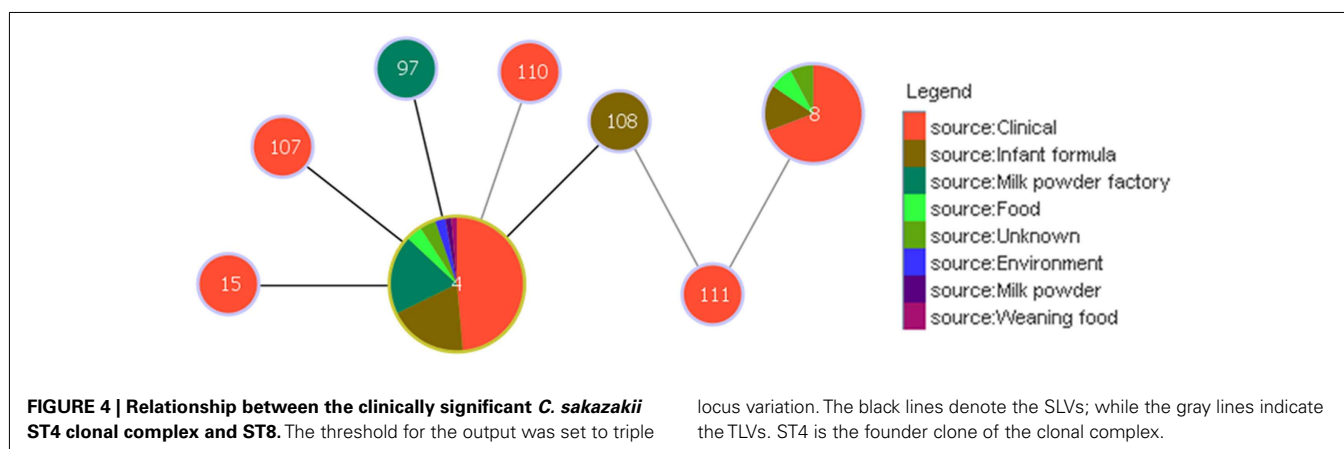 97
110
108
8
107
4
15
111
Legend
source:Clinical
source:Infant formula
source:Milk powder factory
source:Food
source:Unknown
source:Environment
source:Milk powder
source:Weaning food
FIGURE 4 | Relationship between the clinically significant C. sakazakii
ST4 clonal complex and ST8. The threshold for the output was set to triple
locus variation. The black lines denote the SLVs; while the gray lines indicate
the TLVs. ST4 is the founder clone of the clonal complex.